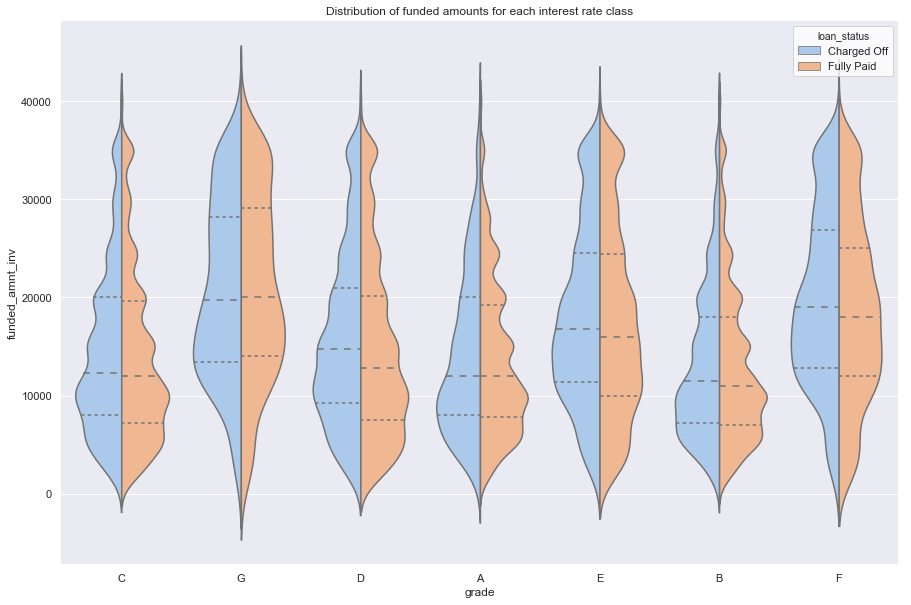 Distribution of funded amounts for each interest rate class
loan_status
Charged Off
Fully Paid
funded_amnt_inv
40000
30000
20000
10000
0
C G D A E B F
grade